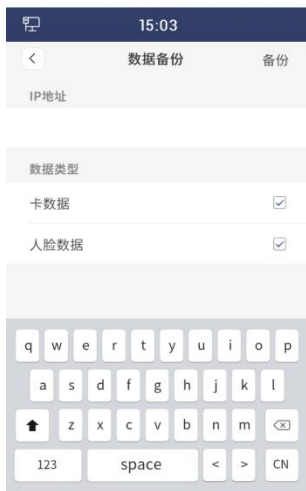 15:03
数据备份 备份
IP地址
数据类型
卡数据
人脸数据
q w e r t y u i o p
a s d f g h j k l
z x c v b n m
123 space < > CN